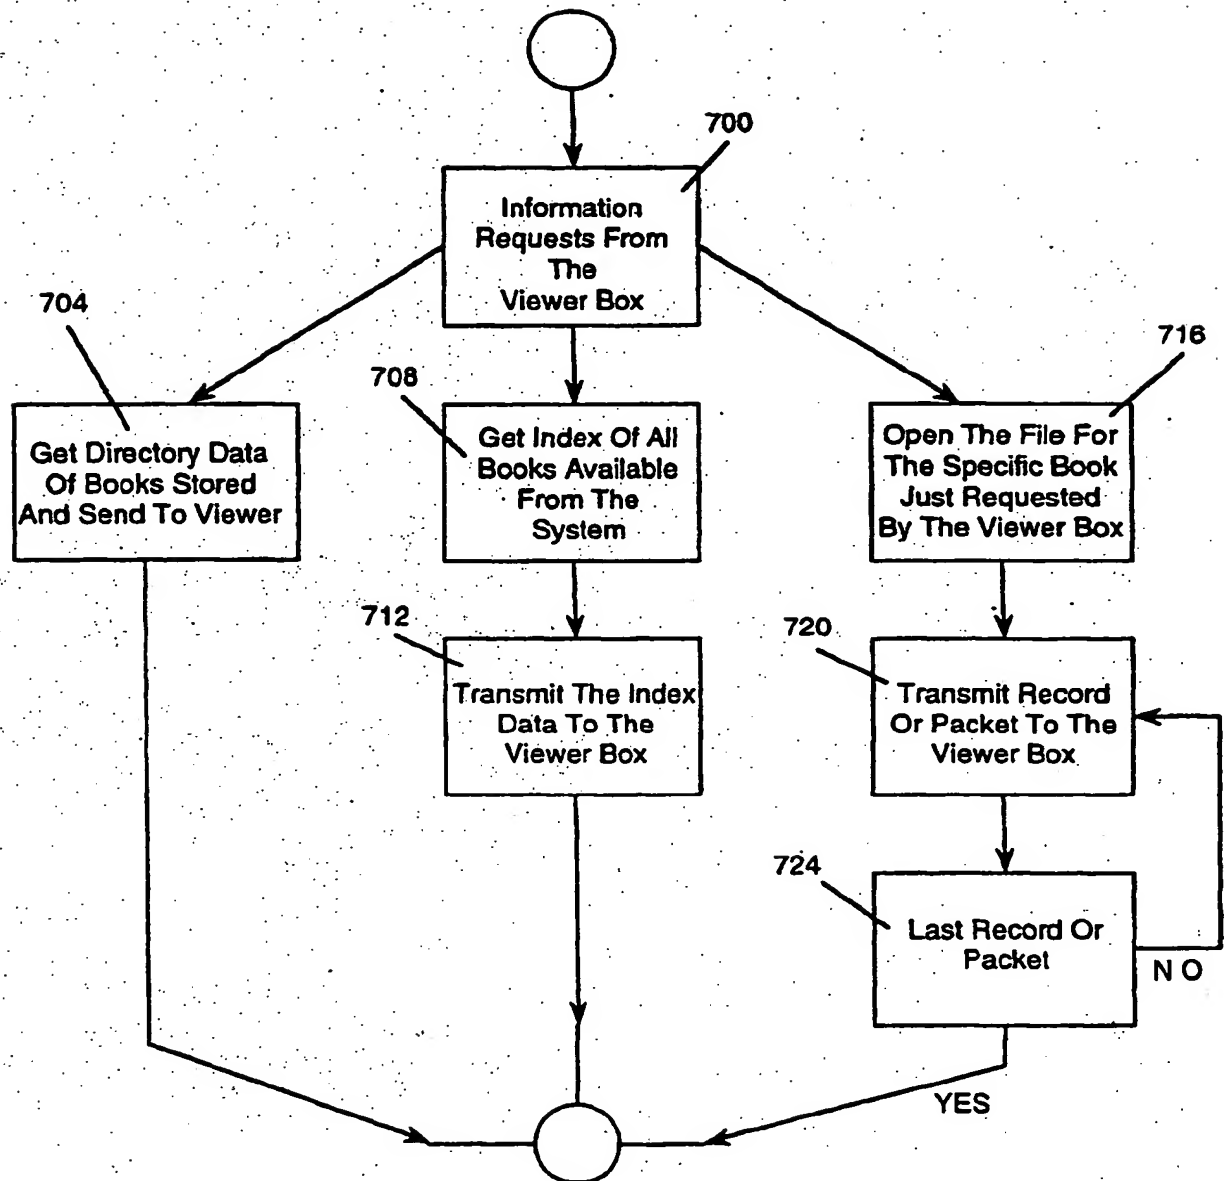 700
Information
Requests From
The
Viewer Box
704
Get Directory Data
Of Books Stored
And Send To Viewer
708
Get Index Of All
Books Available
From The
System
716
Open The File For
The Specific Book
Just Requested
By The Viewer Box
712
Transmit The Index
Data To The
Viewer Box
720
Transmit Record
Or Packet To The
Viewer Box
724
Last Record Or
Packet
NO
YES